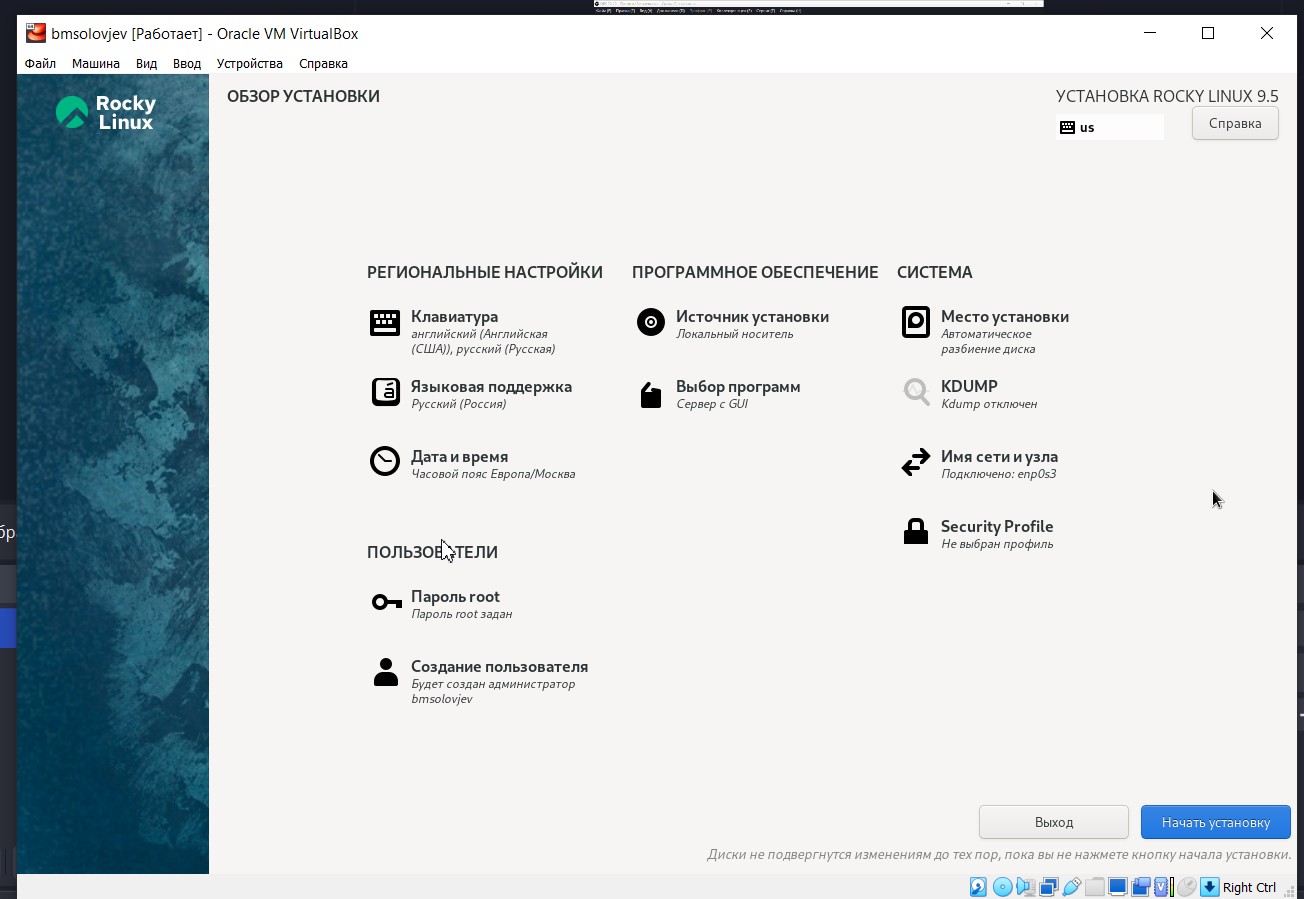 bmsolovjev [Работает] - Oracle VM VirtualBox
Файл Машина Вид Ввод Устройства Справка
Rocky
Linux
ОБЗОР УСТАНОВКИ
УСТАНОВКА ROCKY LINUX 9.5
us
Справка
РЕГИОНАЛЬНЫЕ НАСТРОЙКИ
Клавиатура
английский (Английская
(США)), русский (Русская)
Языковая поддержка
Русский (Россия)
Дата и время
Часовой пояс Европа/Москва
ПРОГРАММНОЕ ОБЕСПЕЧЕНИЕ
Источник установки
Локальный носитель
Выбор программ
Сервер с GUI
СИСТЕМА
Место установки
Автоматическое
разбиение диска
KDUMP
Kdump отключен
Имя сети и узла
Подключено: enp0s3
Security Profile
Не выбран профиль
ПОЛЬЗОВАТЕЛИ
Пароль root
Пароль root задан
Создание пользователя
Будет создан администратор
bmsolovjev
Выход
Начать установку
Диски не подвергнутся изменениям до тех пор, пока вы не нажмете кнопку начала установки.
Right Ctrl